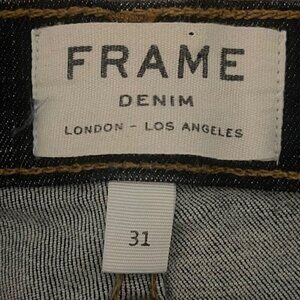 FRAME
DENIM
LONDON - LOS ANGELES
31